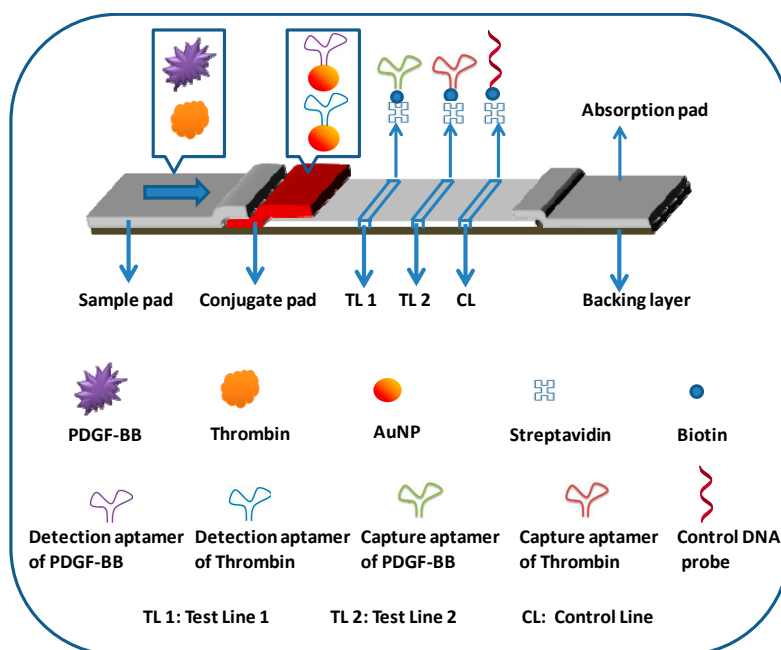 Absorption pad
Sample pad
Conjugate pad
TL 1
TL 2
CL
Backing layer
PDGF-BB
Thrombin
AuNP
Streptavidin
Biotin
Detection aptamer
of PDGF-BB
Detection aptamer
of Thrombin
Capture aptamer
of PDGF-BB
Capture aptamer
of Thrombin
Control DNA
probe
TL 1: Test Line 1
TL 2: Test Line 2
CL: Control Line